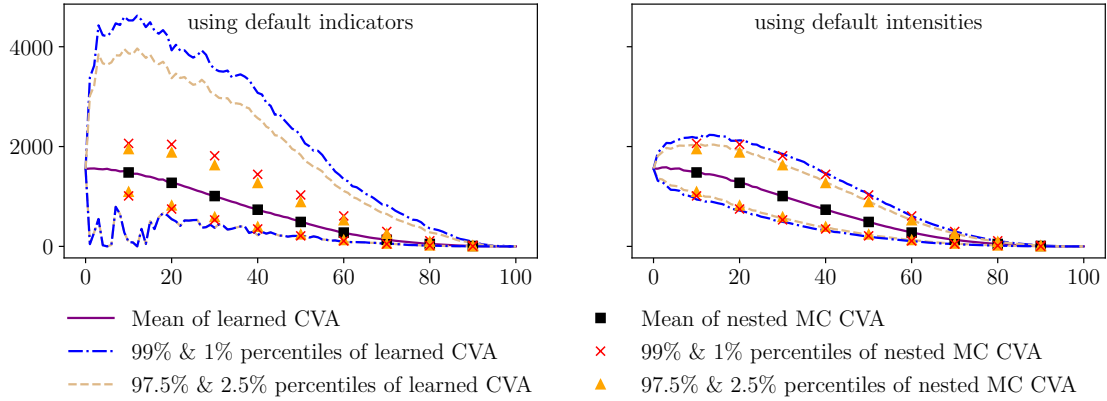 using default indicators
using default intensities
4000
2000
0
0 20 40 60 80 100
0 20 40 60 80 100
Mean of learned CVA
99% & 1% percentiles of learned CVA
97.5% & 2.5% percentiles of learned CVA
Mean of nested MC CVA
99% & 1% percentiles of nested MC CVA
97.5% & 2.5% percentiles of nested MC CVA